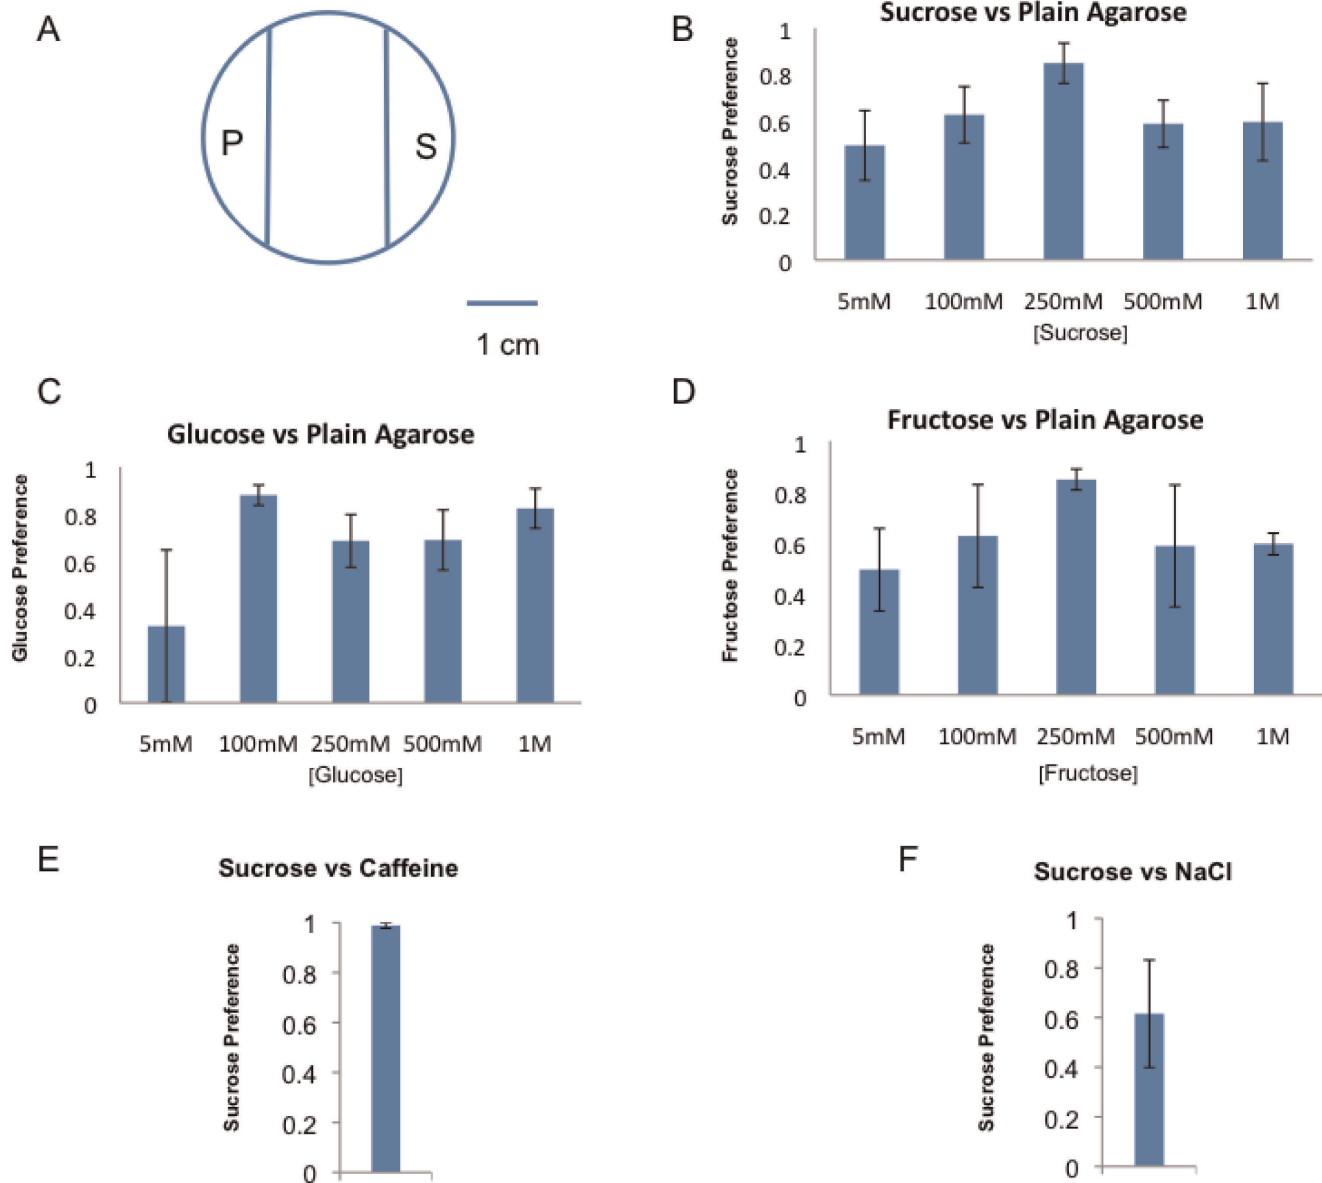 A
P
S
1 cm
B
Sucrose vs Plain Agarose
Sucrose Preference
1
0.8
0.6
0.4
0.2
0
5mM 100mM 250mM 500mM 1M
[Sucrose]
C
Glucose vs Plain Agarose
Glucose Preference
1
0.8
0.6
0.4
0.2
0
5mM 100mM 250mM 500mM 1M
[Glucose]
D
Fructose vs Plain Agarose
Fructose Preference
1
0.8
0.6
0.4
0.2
0
5mM 100mM 250mM 500mM 1M
[Fructose]
E
Sucrose vs Caffeine
Sucrose Preference
1
0.8
0.6
0.4
0.2
0
F
Sucrose vs NaCl
Sucrose Preference
1
0.8
0.6
0.4
0.2
0